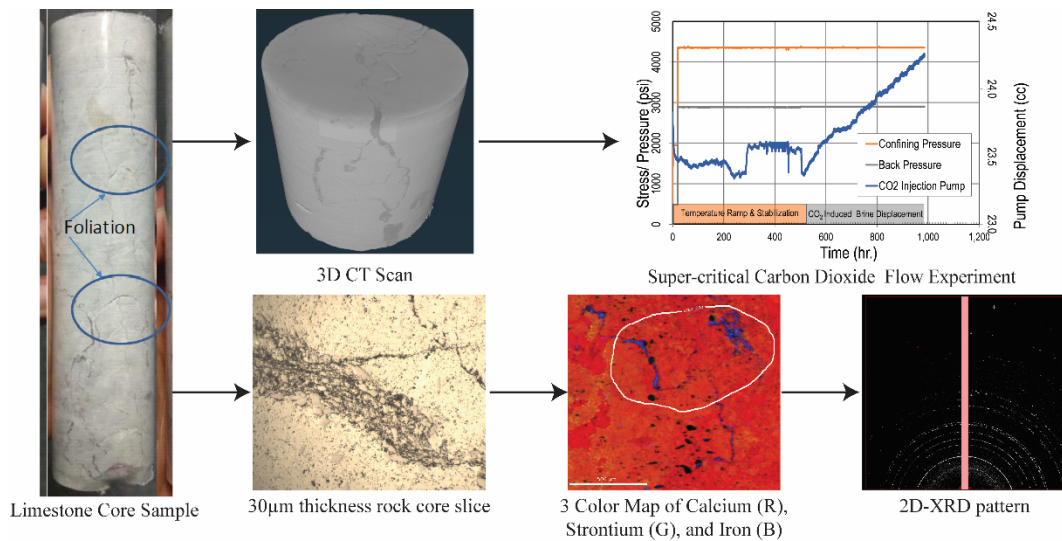 Foliation
Limestone Core Sample
3D CT Scan
Stress/ Pressure (psi)
5000
4000
3000
2000
1000
0
24.5
24.0
23.5
23.0
Pump Displacement (cc)
Confining Pressure
Back Pressure
CO2 Injection Pump
Temperature Ramp & Stabilization
CO₂ Induced Brine Displacement
0 200 400 600 800 1,000 1,200
Time (hr.)
Super-critical Carbon Dioxide Flow Experiment
30µm thickness rock core slice
3 Color Map of Calcium (R),
Strontium (G), and Iron (B)
2D-XRD pattern